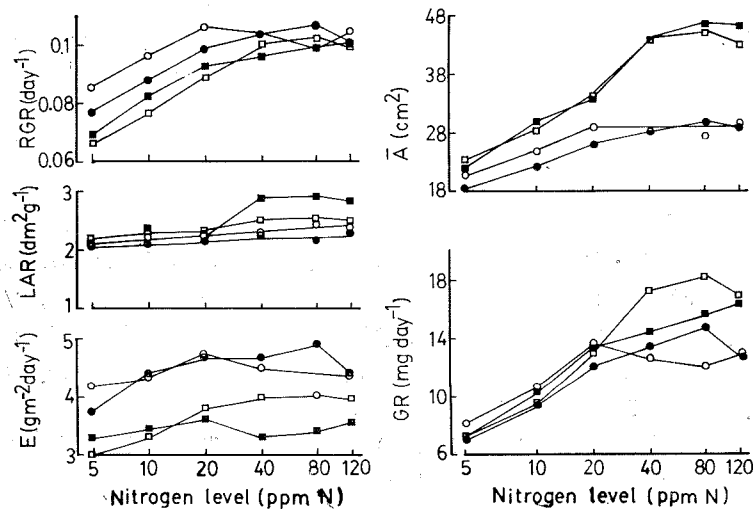 RGR (day⁻¹)
0.1
0.08
0.06
LAR (dm²g⁻¹)
3
2
1
E (gm⁻²day⁻¹)
5
4
3
5 10 20 40 80 120
Nitrogen level (ppm N)
Ā (cm²)
48
38
28
18
GR (mg day⁻¹)
18
14
10
6
5 10 20 40 80 120
Nitrogen level (ppm N)